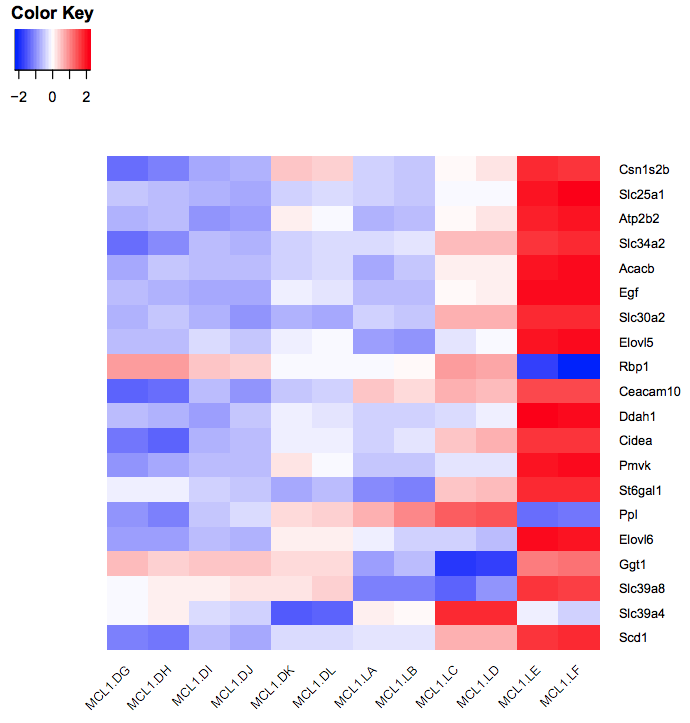 Color Key
−2 0 2
Csn1s2b
Slc25a1
Atp2b2
Slc34a2
Acacb
Egf
Slc30a2
Elovl5
Rbp1
Ceacam10
Ddah1
Cidea
Pmvk
St6gal1
Ppl
Elovl6
Ggt1
Slc39a8
Slc39a4
Scd1
MCL1.DG MCL1.DH MCL1.DI MCL1.DJ MCL1.DK MCL1.DL MCL1.LA MCL1.LB MCL1.LC MCL1.LD MCL1.LE MCL1.LF